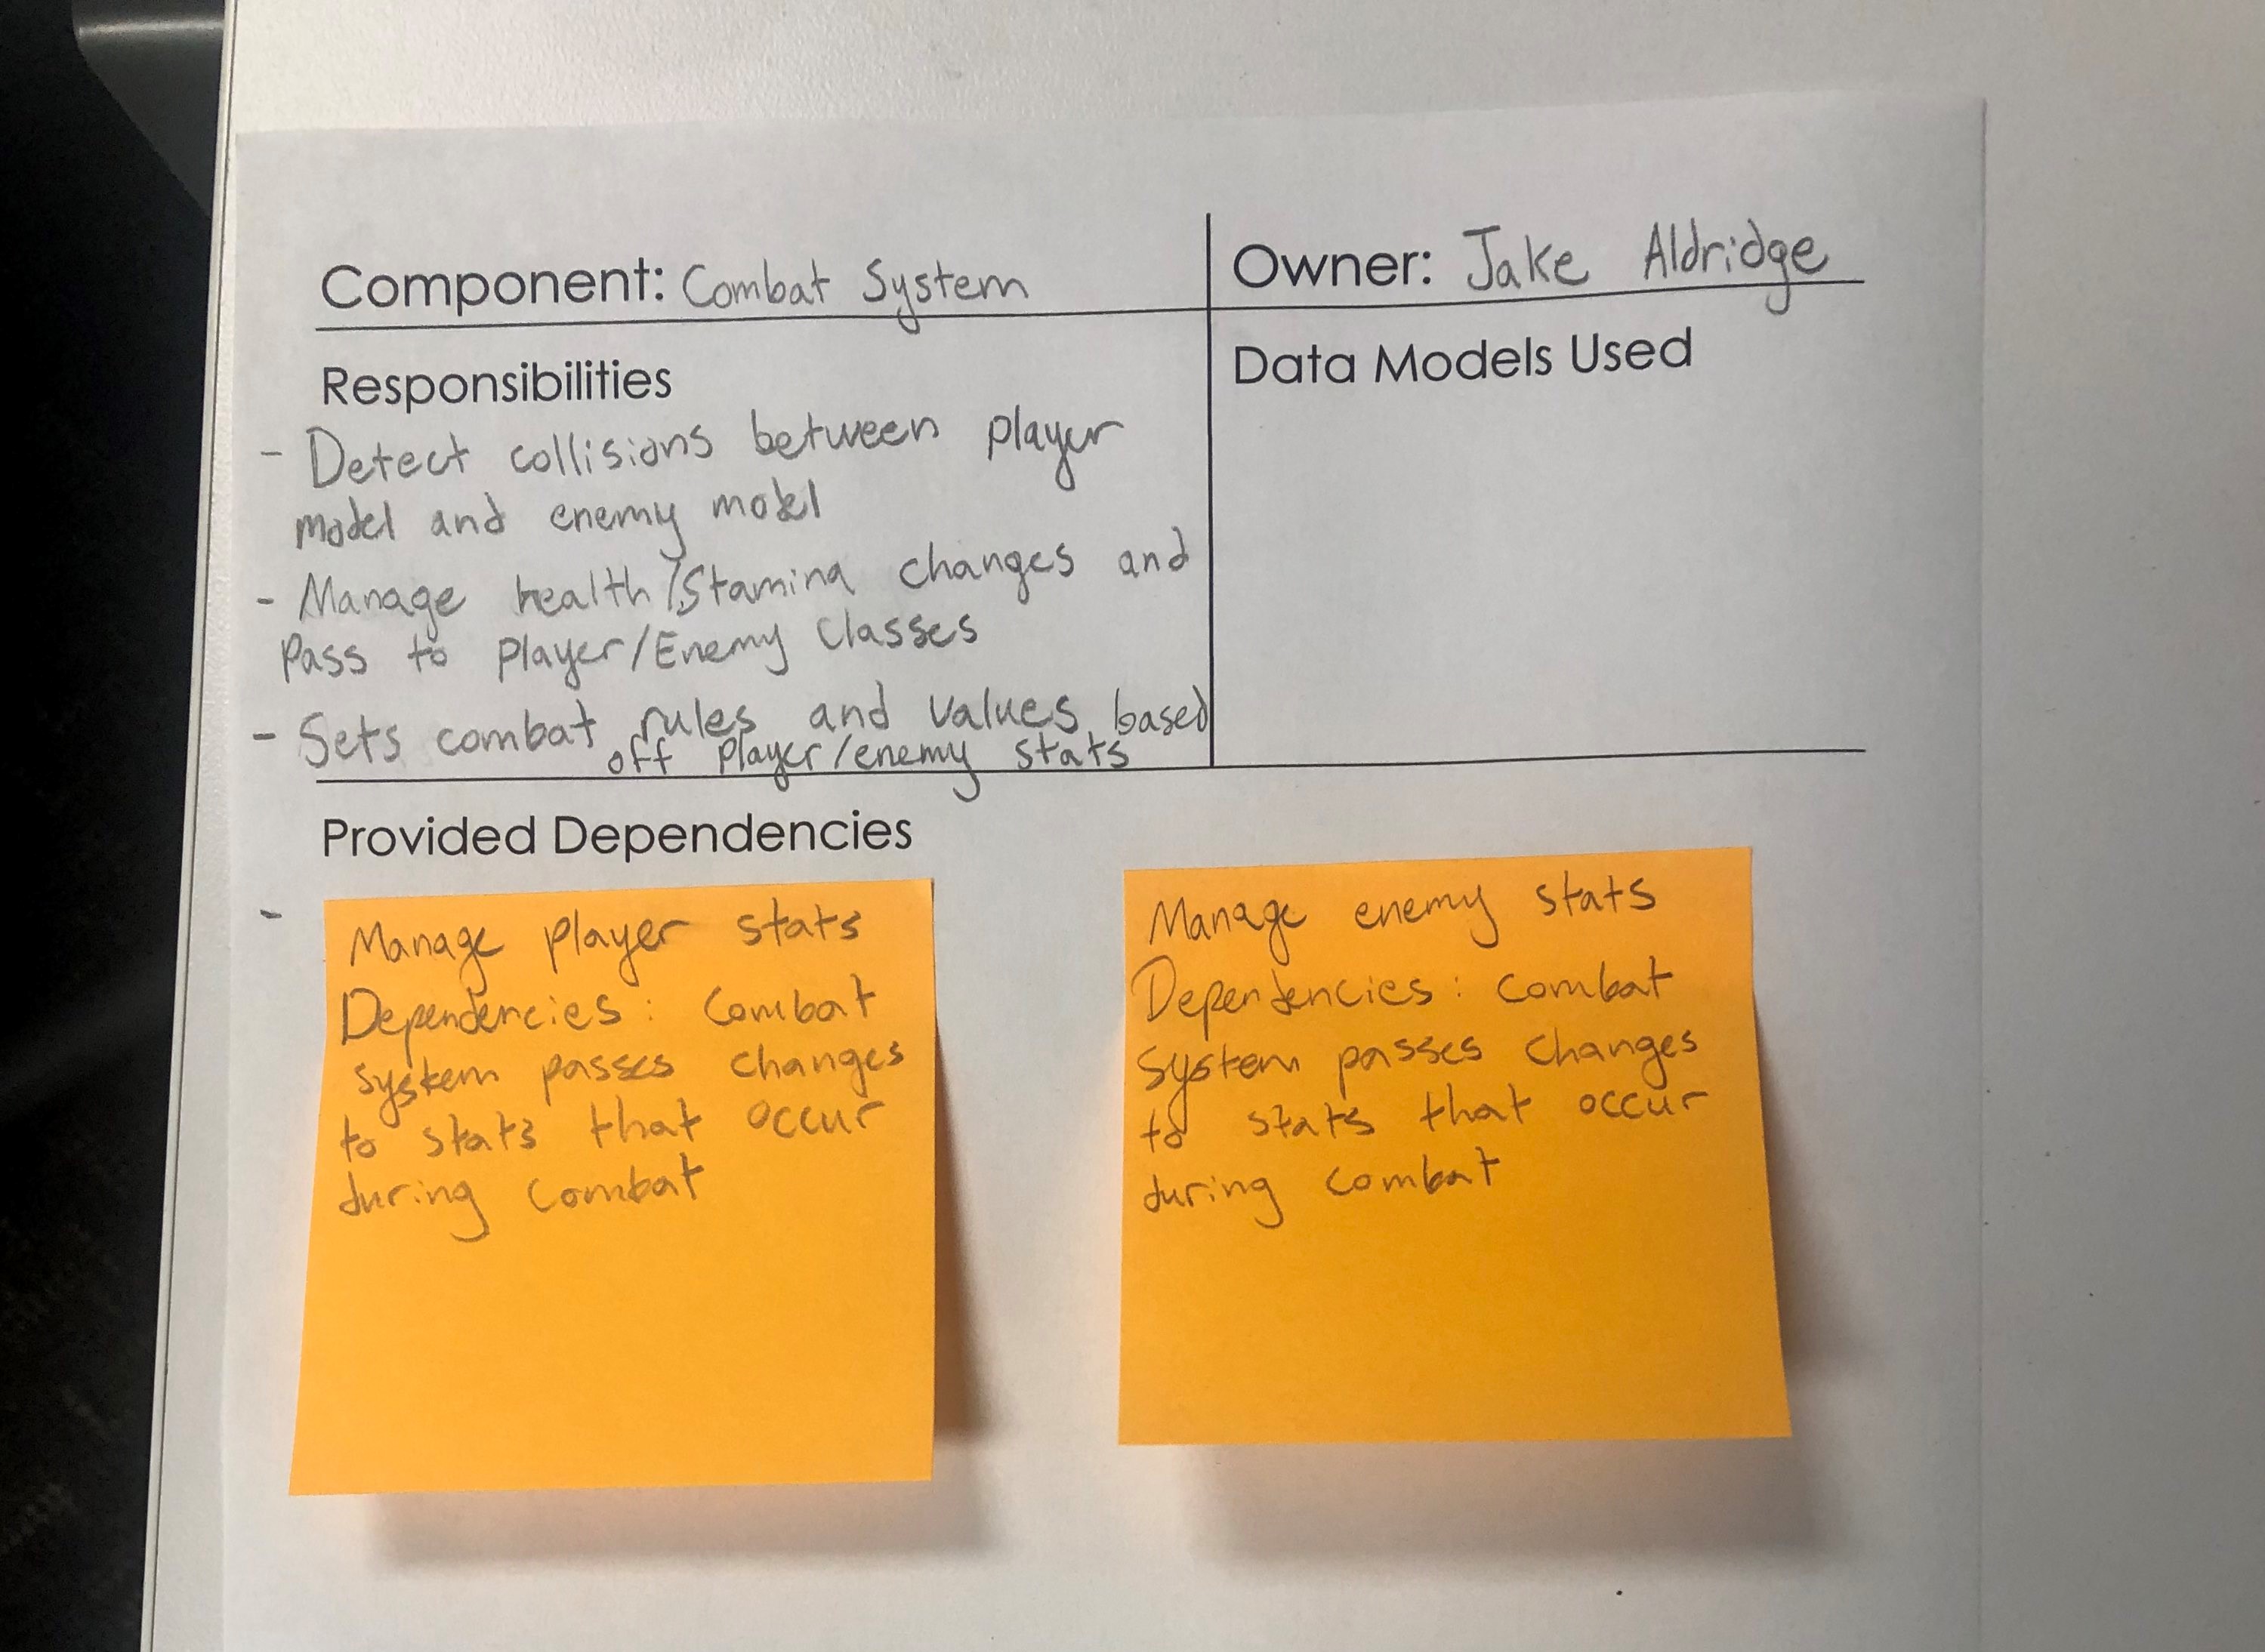 Component: Combat System
Owner: Jake Aldridge
Responsibilities
- Detect collisions between player
model and enemy model
- Manage health/Stamina changes and
Pass to player/Enemy Classes
- Sets combat rules and values based
off player/enemy stats
Data Models Used
Provided Dependencies
-
Manage player stats
Dependencies: Combat
system passes changes
to stats that occur
during combat
Manage enemy stats
Dependencies: combat
system passes changes
to stats that occur
during combat